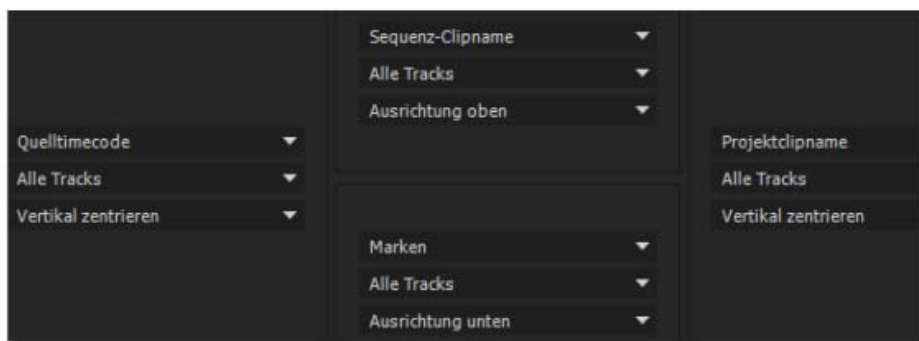 Sequenz-Clipname
Alle Tracks
Ausrichtung oben
Quelltimecode
Alle Tracks
Vertikal zentrieren
Projektclipname
Alle Tracks
Vertikal zentrieren
Marken
Alle Tracks
Ausrichtung unten